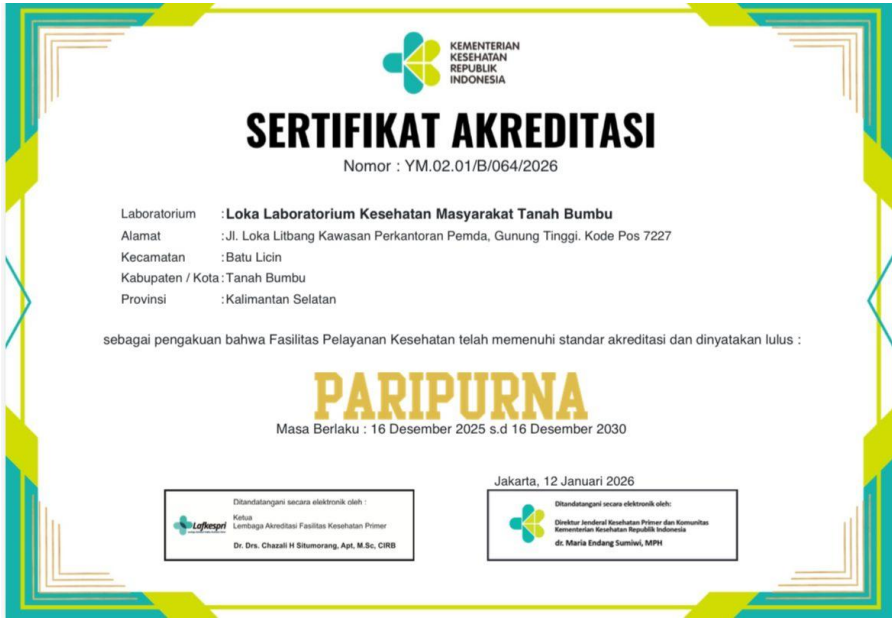 KEMENTERIAN
KESEHATAN
REPUBLIK
INDONESIA
SERTIFIKAT AKREDITASI
Nomor : YM.02.01/B/064/2026
Laboratorium : Loka Laboratorium Kesehatan Masyarakat Tanah Bumbu
Alamat : Jl. Loka Litbang Kawasan Perkantoran Pemda, Gunung Tinggi. Kode Pos 7227
Kecamatan : Batu Licin
Kabupaten / Kota : Tanah Bumbu
Provinsi : Kalimantan Selatan
sebagai pengakuan bahwa Fasilitas Pelayanan Kesehatan telah memenuhi standar akreditasi dan dinyatakan lulus :
PARIPURNA
Masa Berlaku : 16 Desember 2025 s.d 16 Desember 2030
Ditandatangani secara elektronik oleh :
Lafkespri
Ketua
Lembaga Akreditasi Fasilitas Kesehatan Primer
Dr. Drs. Chazali H Situmorang, Apt, M.Sc, CIRB
Jakarta, 12 Januari 2026
Ditandatangani secara elektronik oleh:
Direktur Jenderal Kesehatan Primer dan Komunitas
Kementerian Kesehatan Republik Indonesia
dr. Maria Endang Sumiwi, MPH